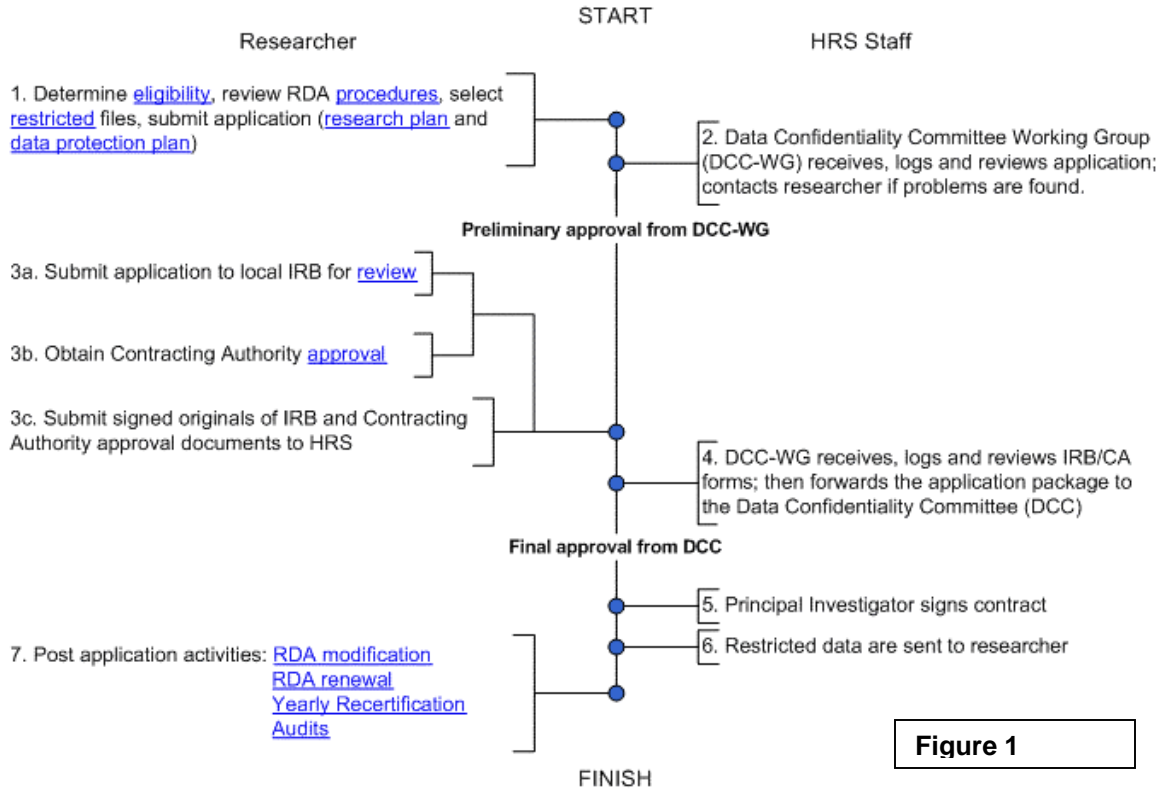 START
Researcher
HRS Staff
1. Determine eligibility, review RDA procedures, select
restricted files, submit application (research plan and
data protection plan)
2. Data Confidentiality Committee Working Group
(DCC-WG) receives, logs and reviews application;
contacts researcher if problems are found.
Preliminary approval from DCC-WG
3a. Submit application to local IRB for review
3b. Obtain Contracting Authority approval
3c. Submit signed originals of IRB and Contracting
Authority approval documents to HRS
4. DCC-WG receives, logs and reviews IRB/CA
forms; then forwards the application package to
the Data Confidentiality Committee (DCC)
Final approval from DCC
5. Principal Investigator signs contract
6. Restricted data are sent to researcher
7. Post application activities: RDA modification
RDA renewal
Yearly Recertification
Audits
Figure 1
FINISH